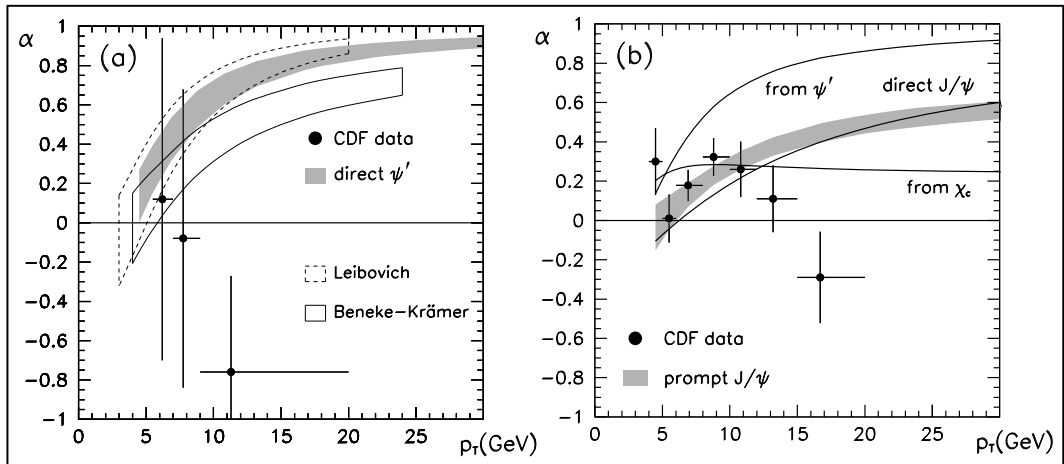 α
(a)
1
0.8
0.6
0.4
0.2
0
−0.2
−0.4
−0.6
−0.8
−1
CDF data
direct ψ′
Leibovich
Beneke−Krämer
0 5 10 15 20 25
p_T(GeV)
α
(b)
1
0.8
0.6
0.4
0.2
0
−0.2
−0.4
−0.6
−0.8
−1
from ψ′
direct J/ψ
from χ_c
CDF data
prompt J/ψ
0 5 10 15 20 25 30
p_T(GeV)